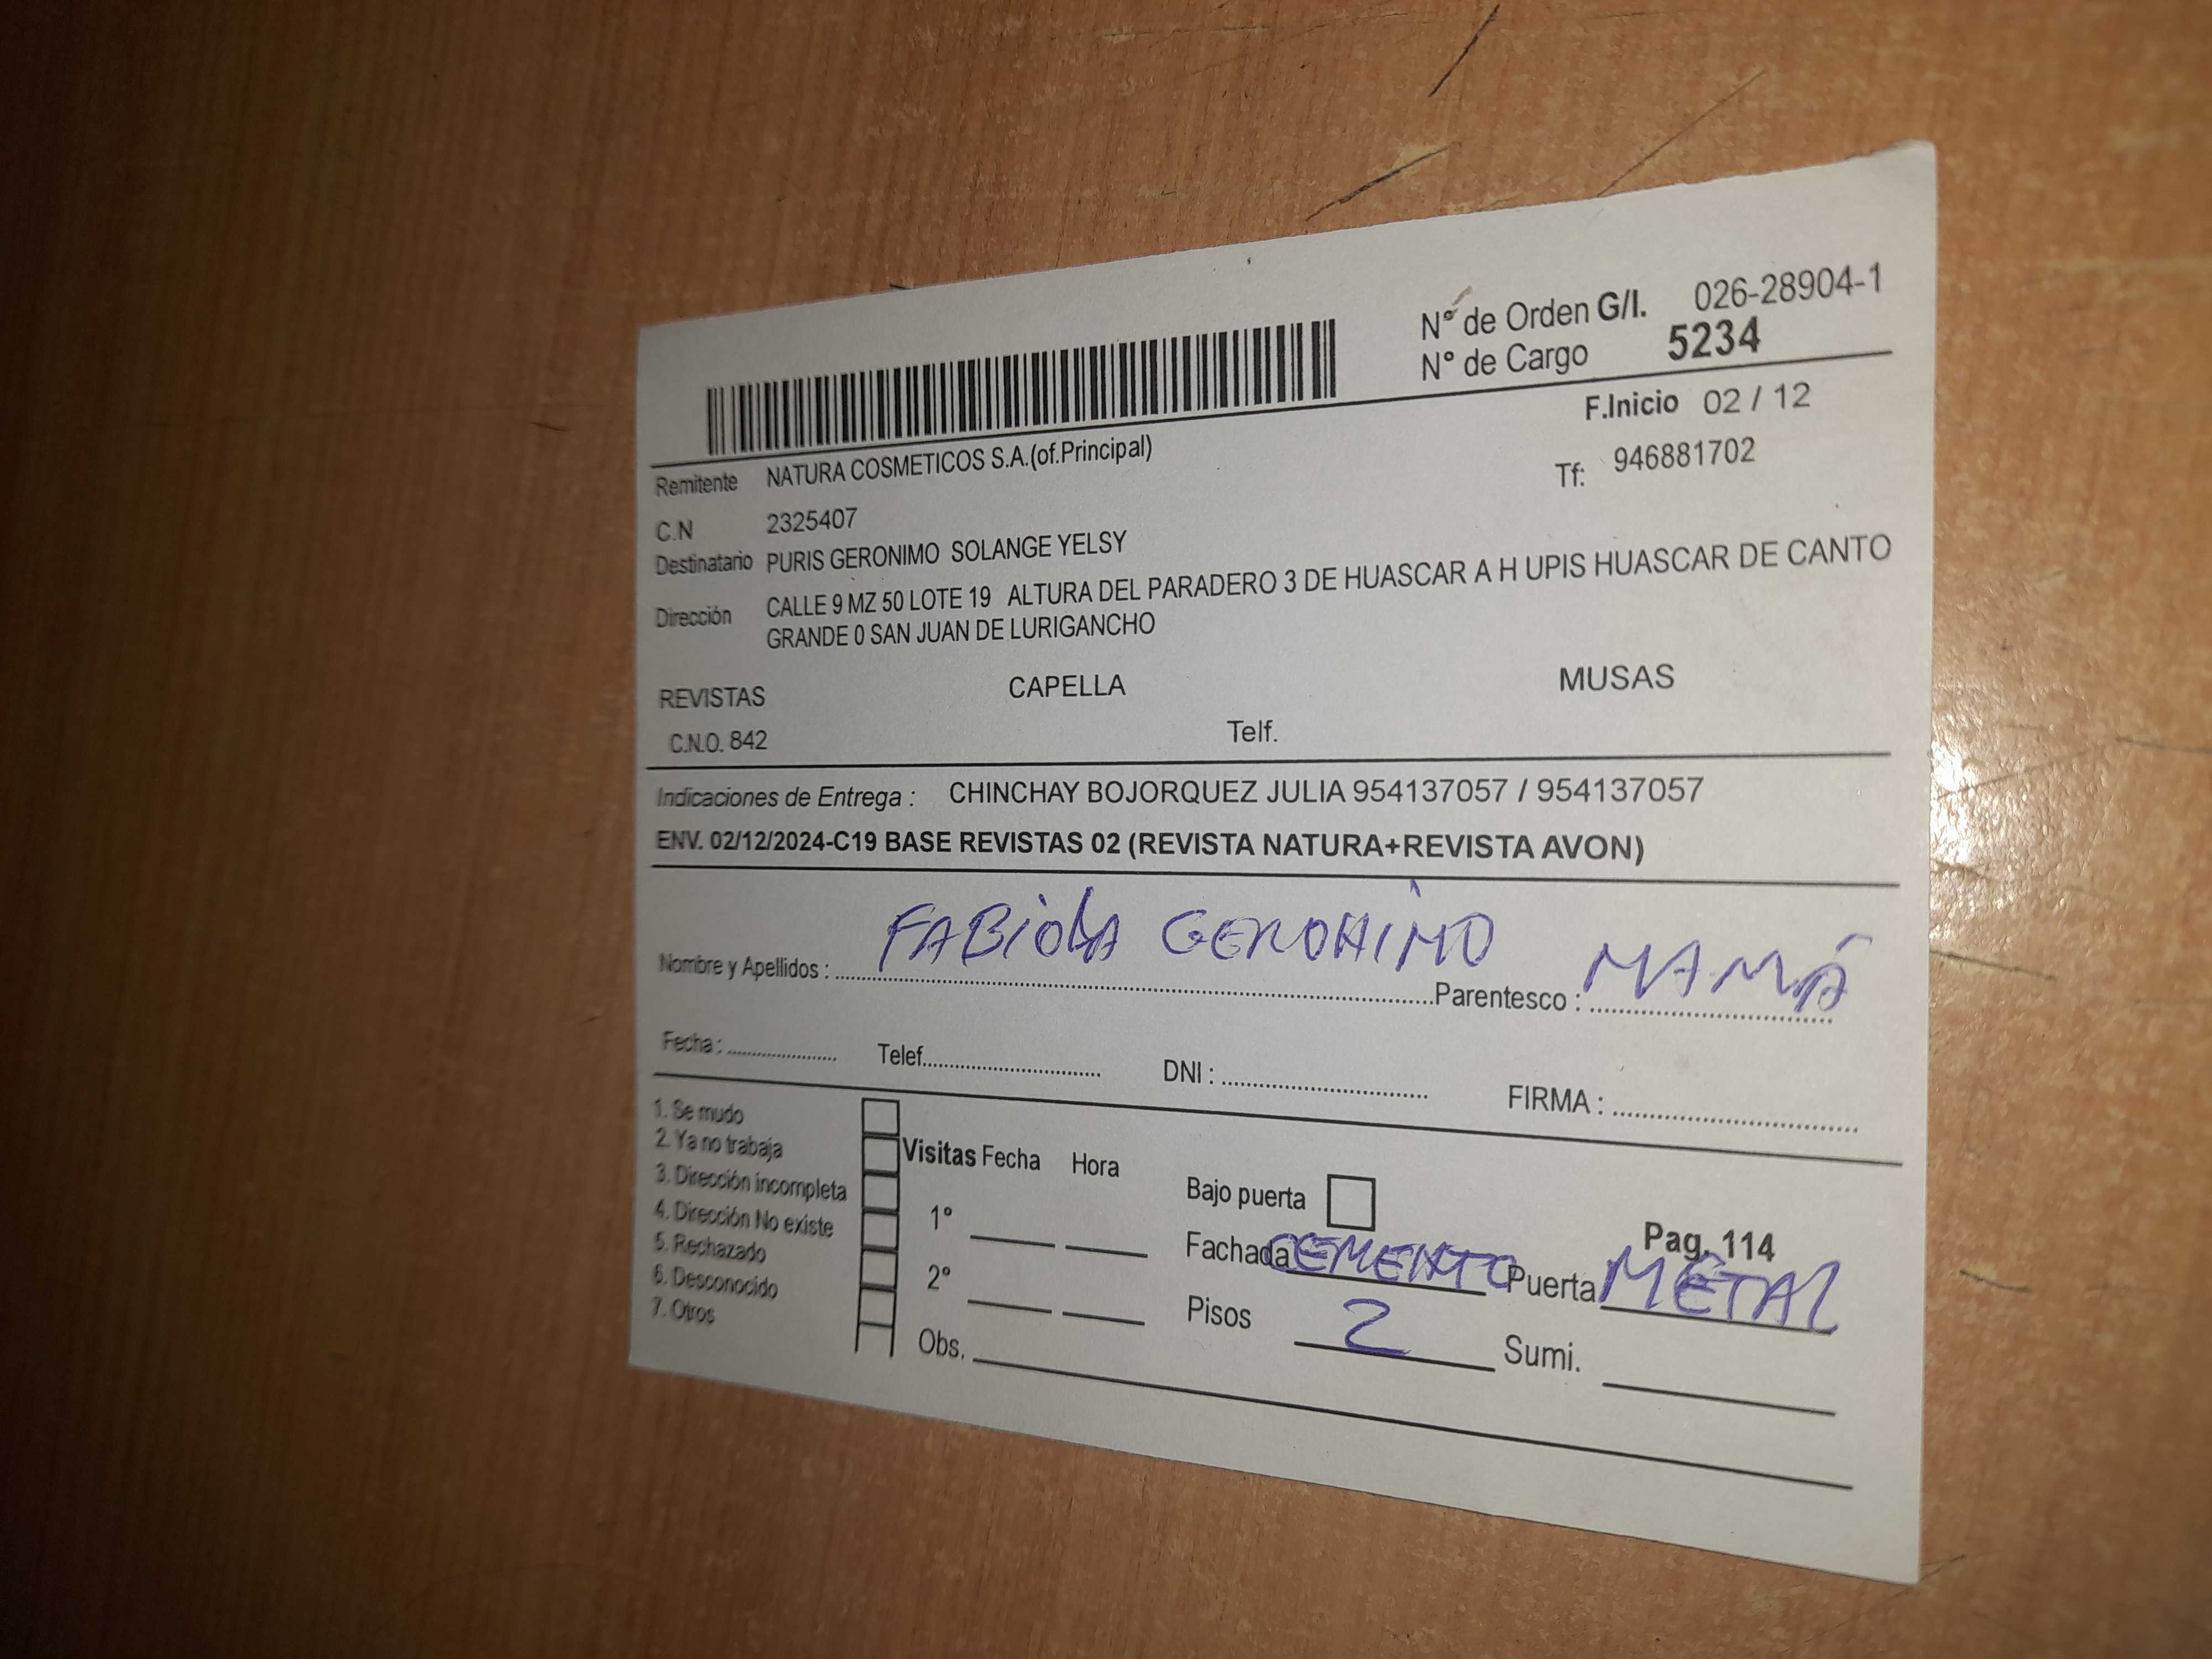 N° de Orden G/I. 026-28904-1
N° de Cargo 5234
F.Inicio 02 / 12
Remitente NATURA COSMETICOS S.A.(of.Principal)
Tf: 946881702
C.N 2325407
Destinatario PURIS GERONIMO SOLANGE YELSY
Dirección CALLE 9 MZ 50 LOTE 19 ALTURA DEL PARADERO 3 DE HUASCAR A H UPIS HUASCAR DE CANTO
GRANDE 0 SAN JUAN DE LURIGANCHO
REVISTAS CAPELLA MUSAS
C.N.O. 842 Telf.
Indicaciones de Entrega : CHINCHAY BOJORQUEZ JULIA 954137057 / 954137057
ENV. 02/12/2024-C19 BASE REVISTAS 02 (REVISTA NATURA+REVISTA AVON)
Nombre y Apellidos : FABiola GERONiMO Parentesco : MAMÁ
Fecha : Telef. DNI : FIRMA :
1. Se mudo
2. Ya no trabaja
3. Dirección incompleta
4. Dirección No existe
5. Rechazado
6. Desconocido
7. Otros
Visitas Fecha Hora
1°
2°
Obs.
Bajo puerta
Pag. 114
Fachada CEMENTO Puerta METAL
Pisos 2 Sumi.